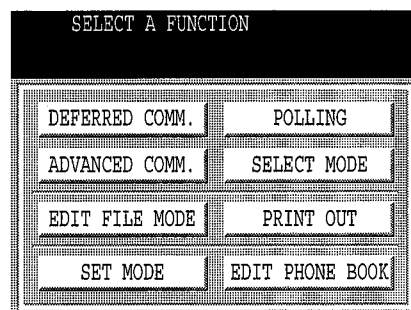 SELECT A FUNCTION
DEFERRED COMM. POLLING
ADVANCED COMM. SELECT MODE
EDIT FILE MODE PRINT OUT
SET MODE EDIT PHONE BOOK